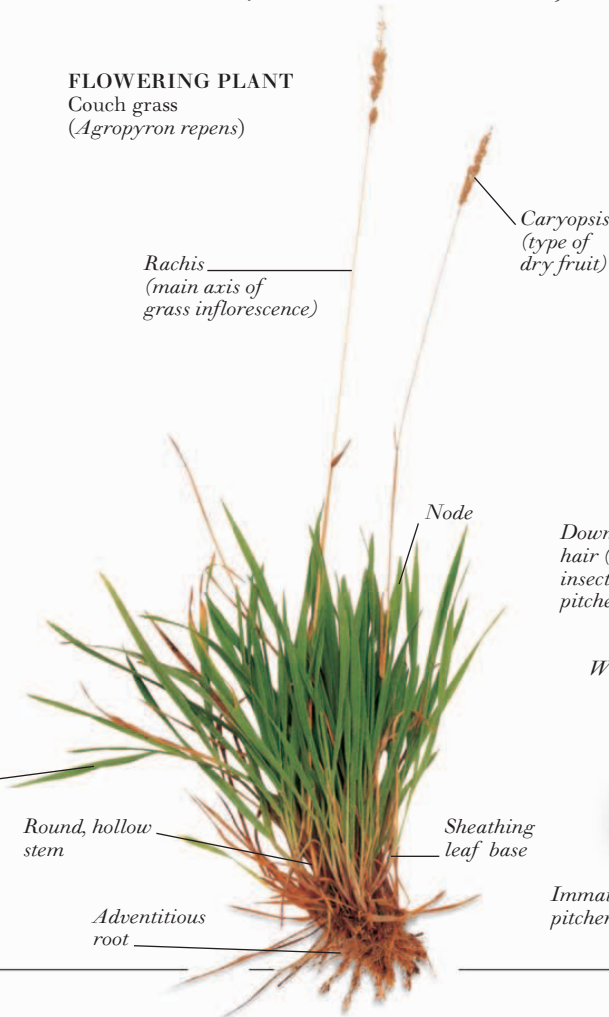 FLOWERING PLANT
Couch grass
(Agropyron repens)
Caryopsis
(type of
dry fruit)
Rachis
(main axis of
grass inflorescence)
Node
hair (
Round, hollow
stem
Sheathing
leaf base
Adventitious
root